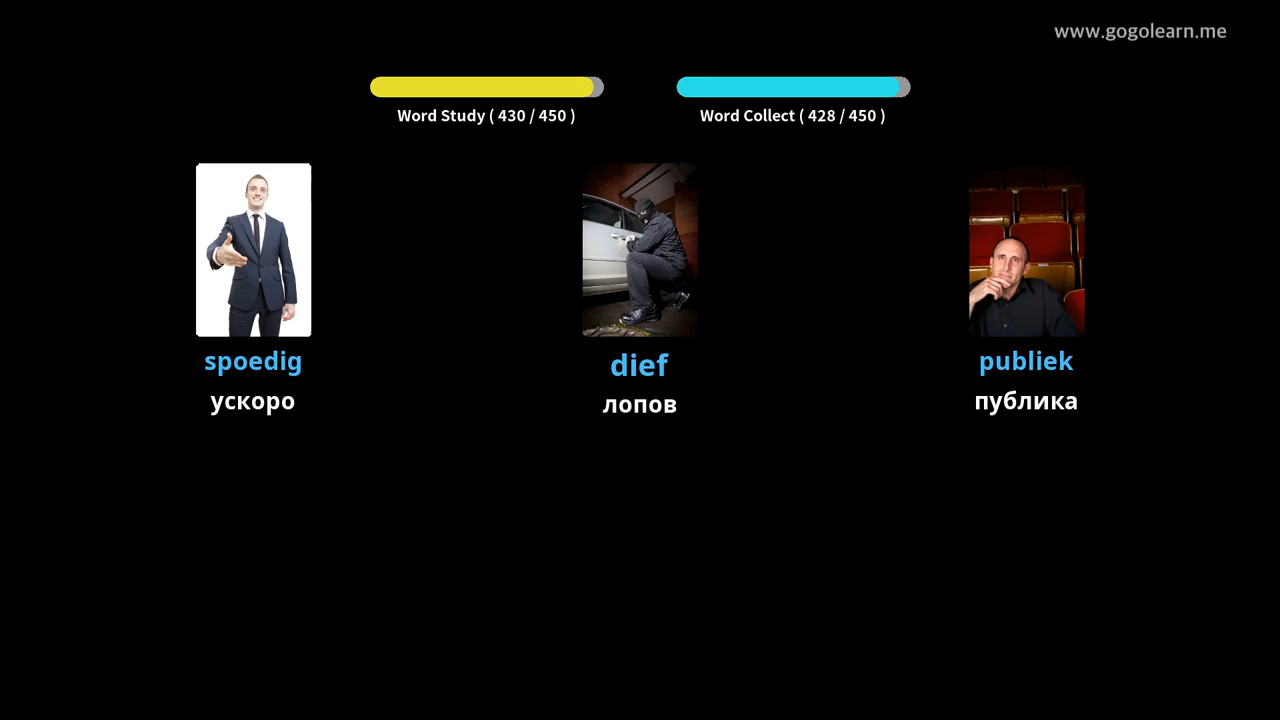 www.gogolearn.me
Word Study ( 430 / 450 )
Word Collect ( 428 / 450 )
spoedig
ускоро
dief
лопов
publiek
публика